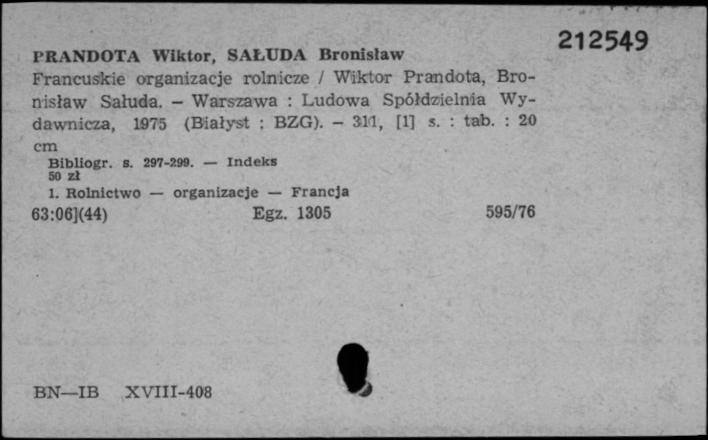 212549
PRANDOTA Wiktor, SAŁUDA Bronisław
Francuskie organizacje rolnicze / Wiktor Prandota, Bro-
nisław Sałuda. — Warszawa : Ludowa Spółdzielnia Wy-
dawnicza, 1975 (Białyst : BZG). — 311, [1] s. : tab. : 20
cm
Bibliogr. s. 297-299. — Indeks
50 zł
1. Rolnictwo — organizacje — Francja
63:06](44) Egz. 1305 595/76
BN—IB XVIII-408